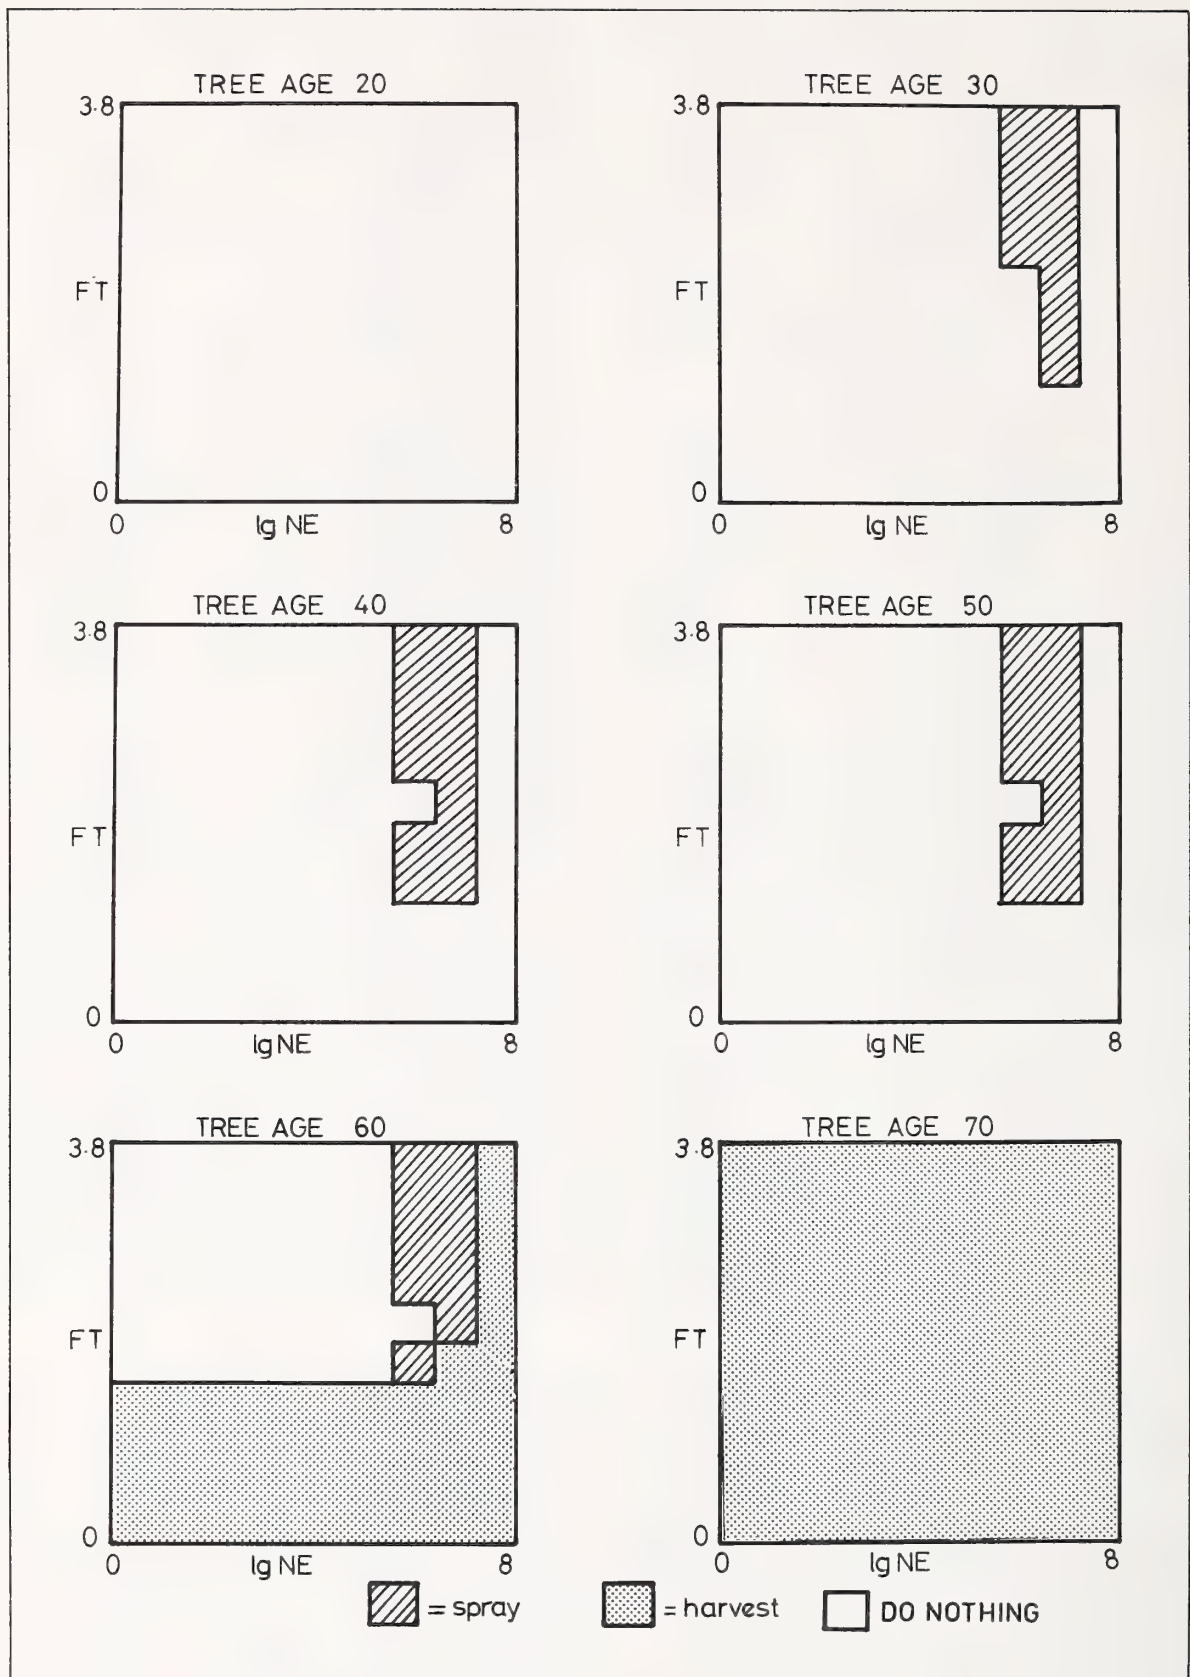 TREE AGE 20
3.8
FT
0
0 lg NE 8
TREE AGE 30
3.8
FT
0
0 lg NE 8
TREE AGE 40
3.8
FT
0
0 lg NE 8
TREE AGE 50
3.8
FT
0
0 lg NE 8
TREE AGE 60
3.8
FT
0
0 lg NE 8
TREE AGE 70
3.8
FT
0
0 lg NE 8
= spray = harvest DO NOTHING